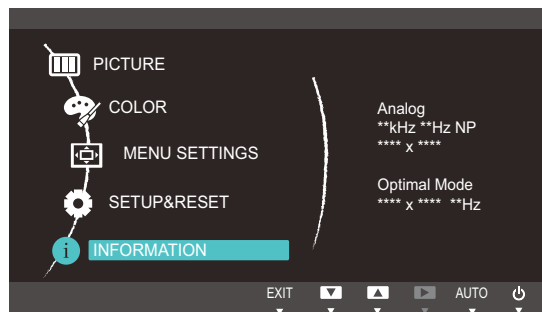 PICTURE
COLOR
MENU SETTINGS
SETUP&RESET
i INFORMATION
Analog
**kHz **Hz NP
**** x ****
Optimal Mode
**** x **** **Hz
EXIT AUTO